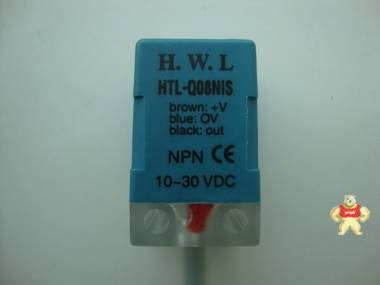 H. W. L
HTL-Q08NIS
brown: +V
blue: OV
black: out
NPN CE
10-30 VDC